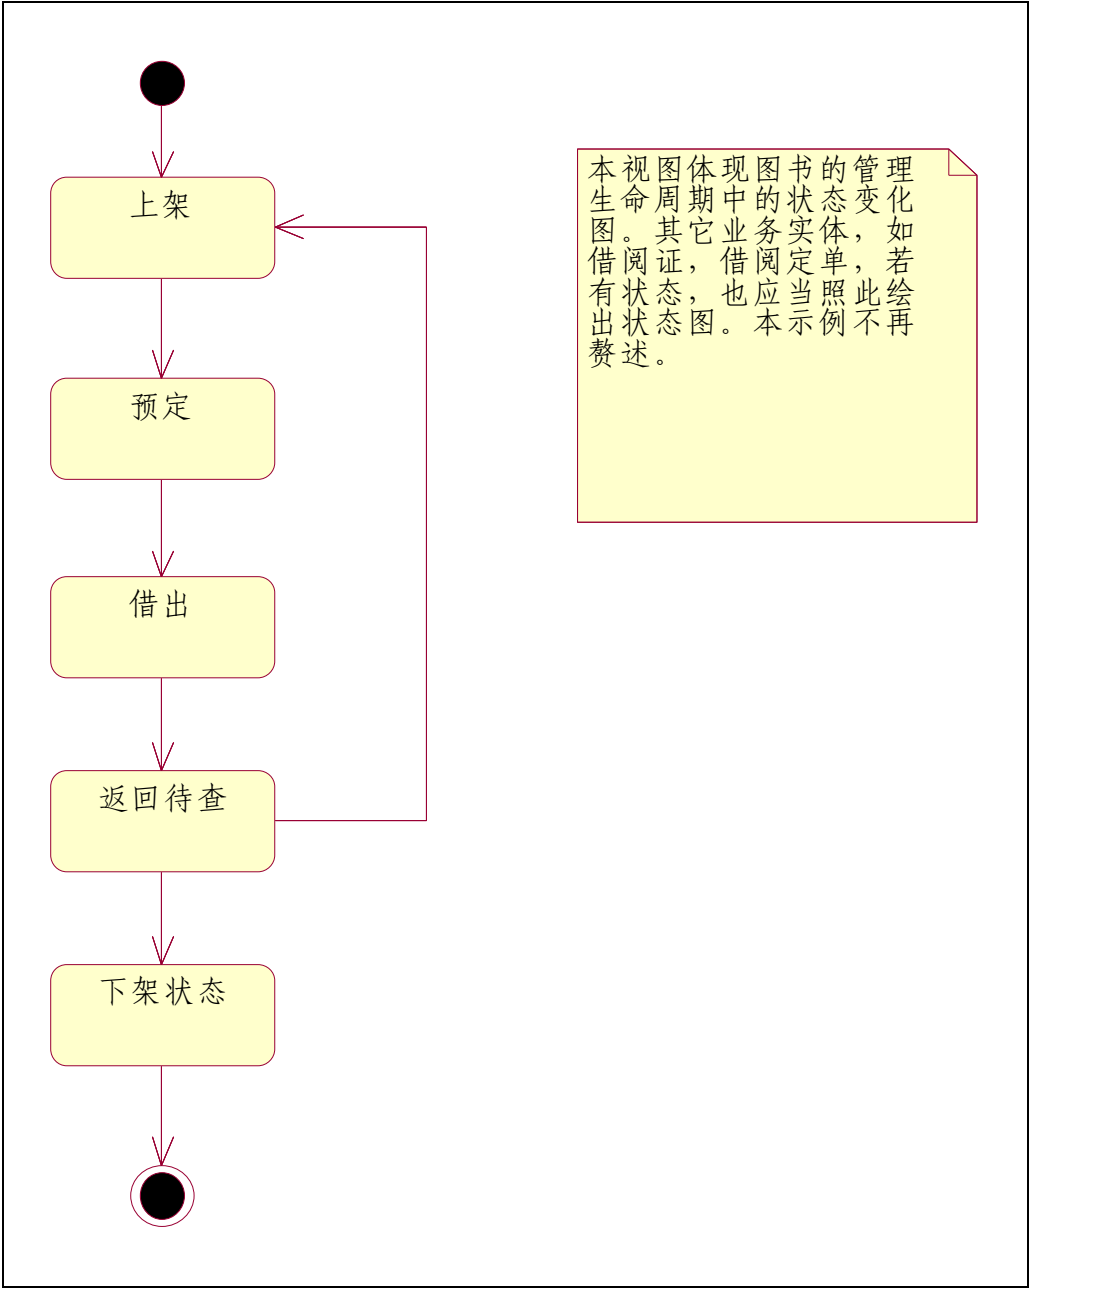 上架
预定
借出
返回待查
下架状态
本视图体现图书的管理
生命周期中的状态变化
图。其它业务实体，如
借阅证，借阅定单，若
有状态，也应当照此绘
出状态图。本示例不再
赘述。